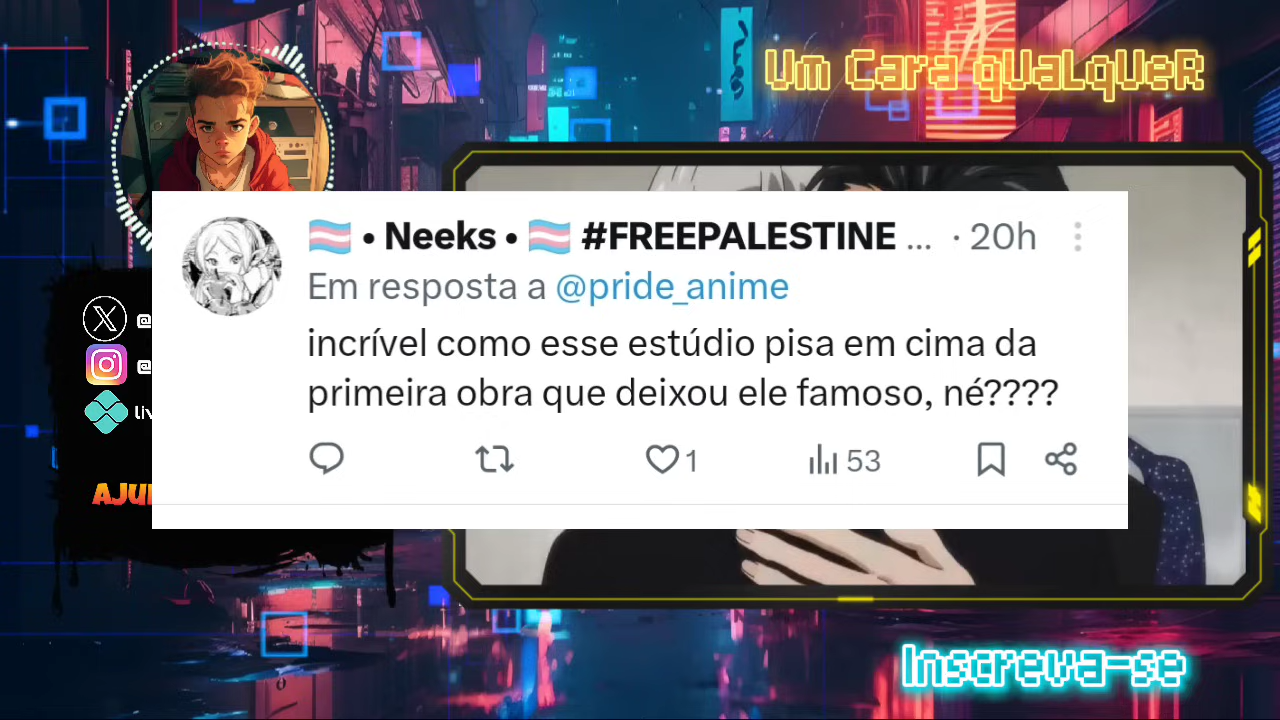 Um Cara qUaLqUeR
🏳️‍⚧️ • Neeks • 🏳️‍⚧️ #FREEPALESTINE ... · 20h
Em resposta a @pride_anime
incrível como esse estúdio pisa em cima da
primeira obra que deixou ele famoso, né????
1 53
@
@
Inscreva-se